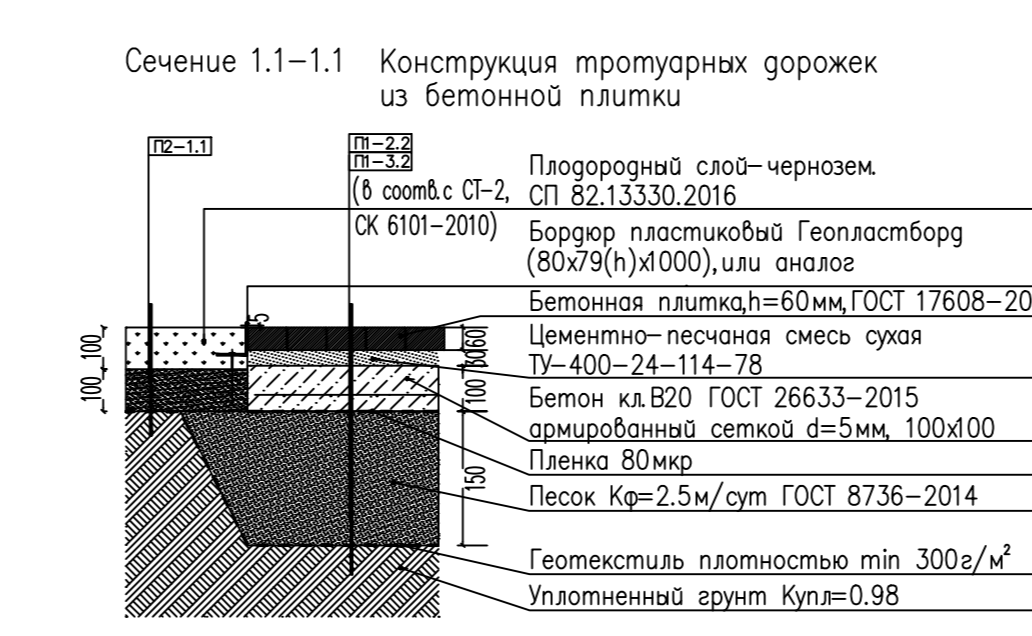 Сечение 1.1-1.1 Конструкция тротуарных дорожек
из бетонной плитки
П2-1.1
П1-2.2
П1-3.2
(в соотв.с СТ-2,
СК 6101-2010)
Плодородный слой-чернозем.
СП 82.13330.2016
Бордюр пластиковый Геопластборд
(80х79(h)х1000), или аналог
Бетонная плитка, h=60мм, ГОСТ 17608-20
Цементно-песчаная смесь сухая
ТУ-400-24-114-78
Бетон кл.В20 ГОСТ 26633-2015
армированный сеткой d=5мм, 100х100
Пленка 80мкр
Песок Кф=2.5м/сут ГОСТ 8736-2014
Геотекстиль плотностью min 300г/м²
Уплотненный грунт Купл=0.98
100
100
5
60
30
100
150